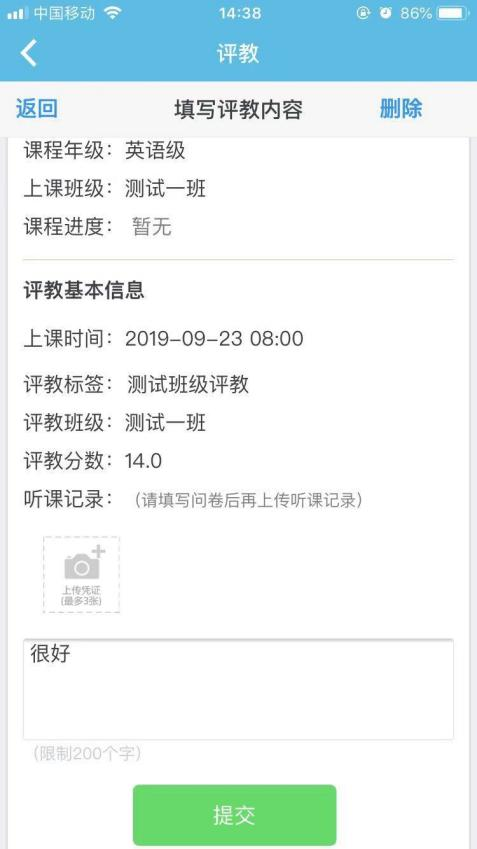 中国移动 14:38 86%
评教
返回 填写评教内容 删除
课程年级：英语级
上课班级：测试一班
课程进度：暂无
评教基本信息
上课时间：2019-09-23 08:00
评教标签：测试班级评教
评教班级：测试一班
评教分数：14.0
听课记录：（请填写问卷后再上传听课记录）
上传凭证
(最多3张)
很好
（限制200个字）
提交